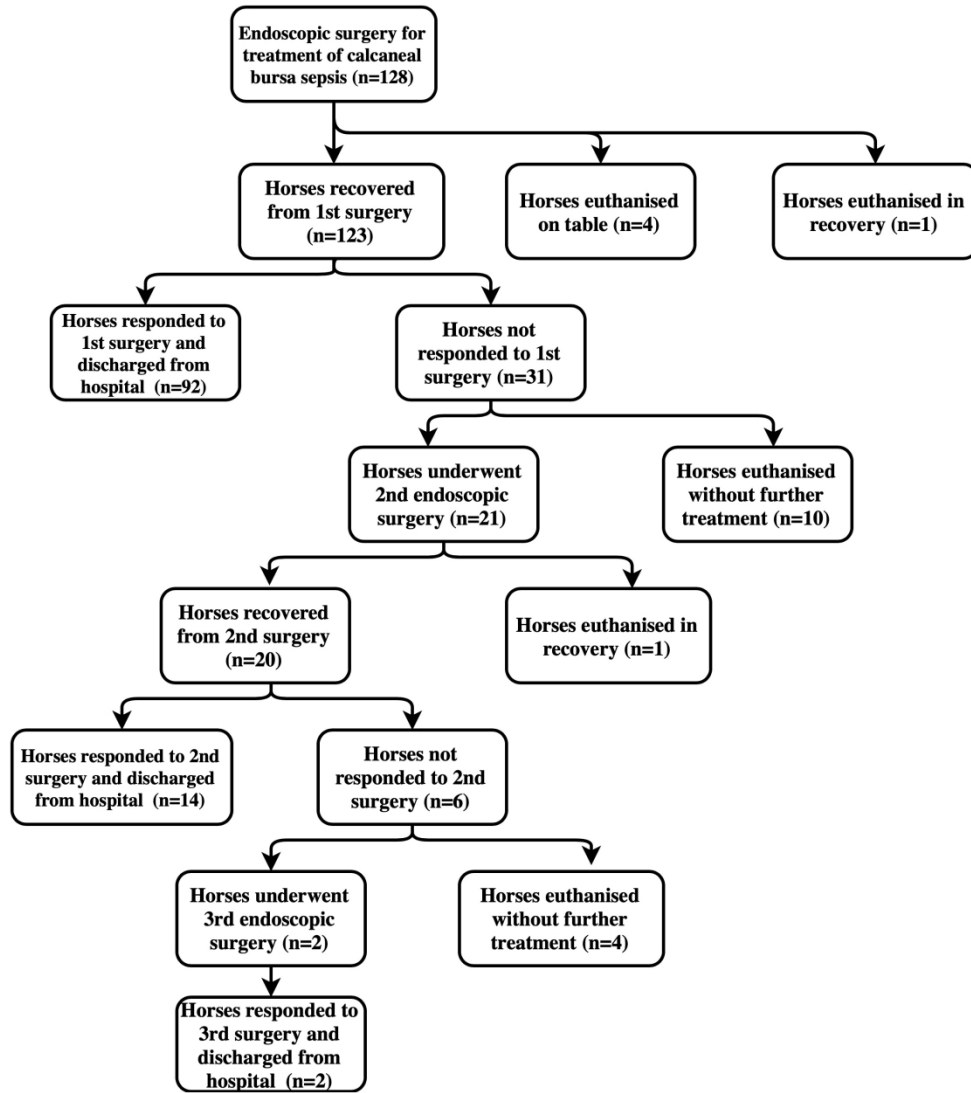 Endoscopic surgery for
treatment of calcaneal
bursa sepsis (n=128)
Horses recovered
from 1st surgery
(n=123)
Horses euthanised
on table (n=4)
Horses euthanised in
recovery (n=1)
Horses responded to
1st surgery and
discharged from
hospital (n=92)
Horses not
responded to 1st
surgery (n=31)
Horses underwent
2nd endoscopic
surgery (n=21)
Horses euthanised
without further
treatment (n=10)
Horses recovered
from 2nd surgery
(n=20)
Horses euthanised in
recovery (n=1)
Horses responded to 2nd
surgery and discharged
from hospital (n=14)
Horses not
responded to 2nd
surgery (n=6)
Horses underwent
3rd endoscopic
surgery (n=2)
Horses euthanised
without further
treatment (n=4)
Horses responded to
3rd surgery and
discharged from
hospital (n=2)